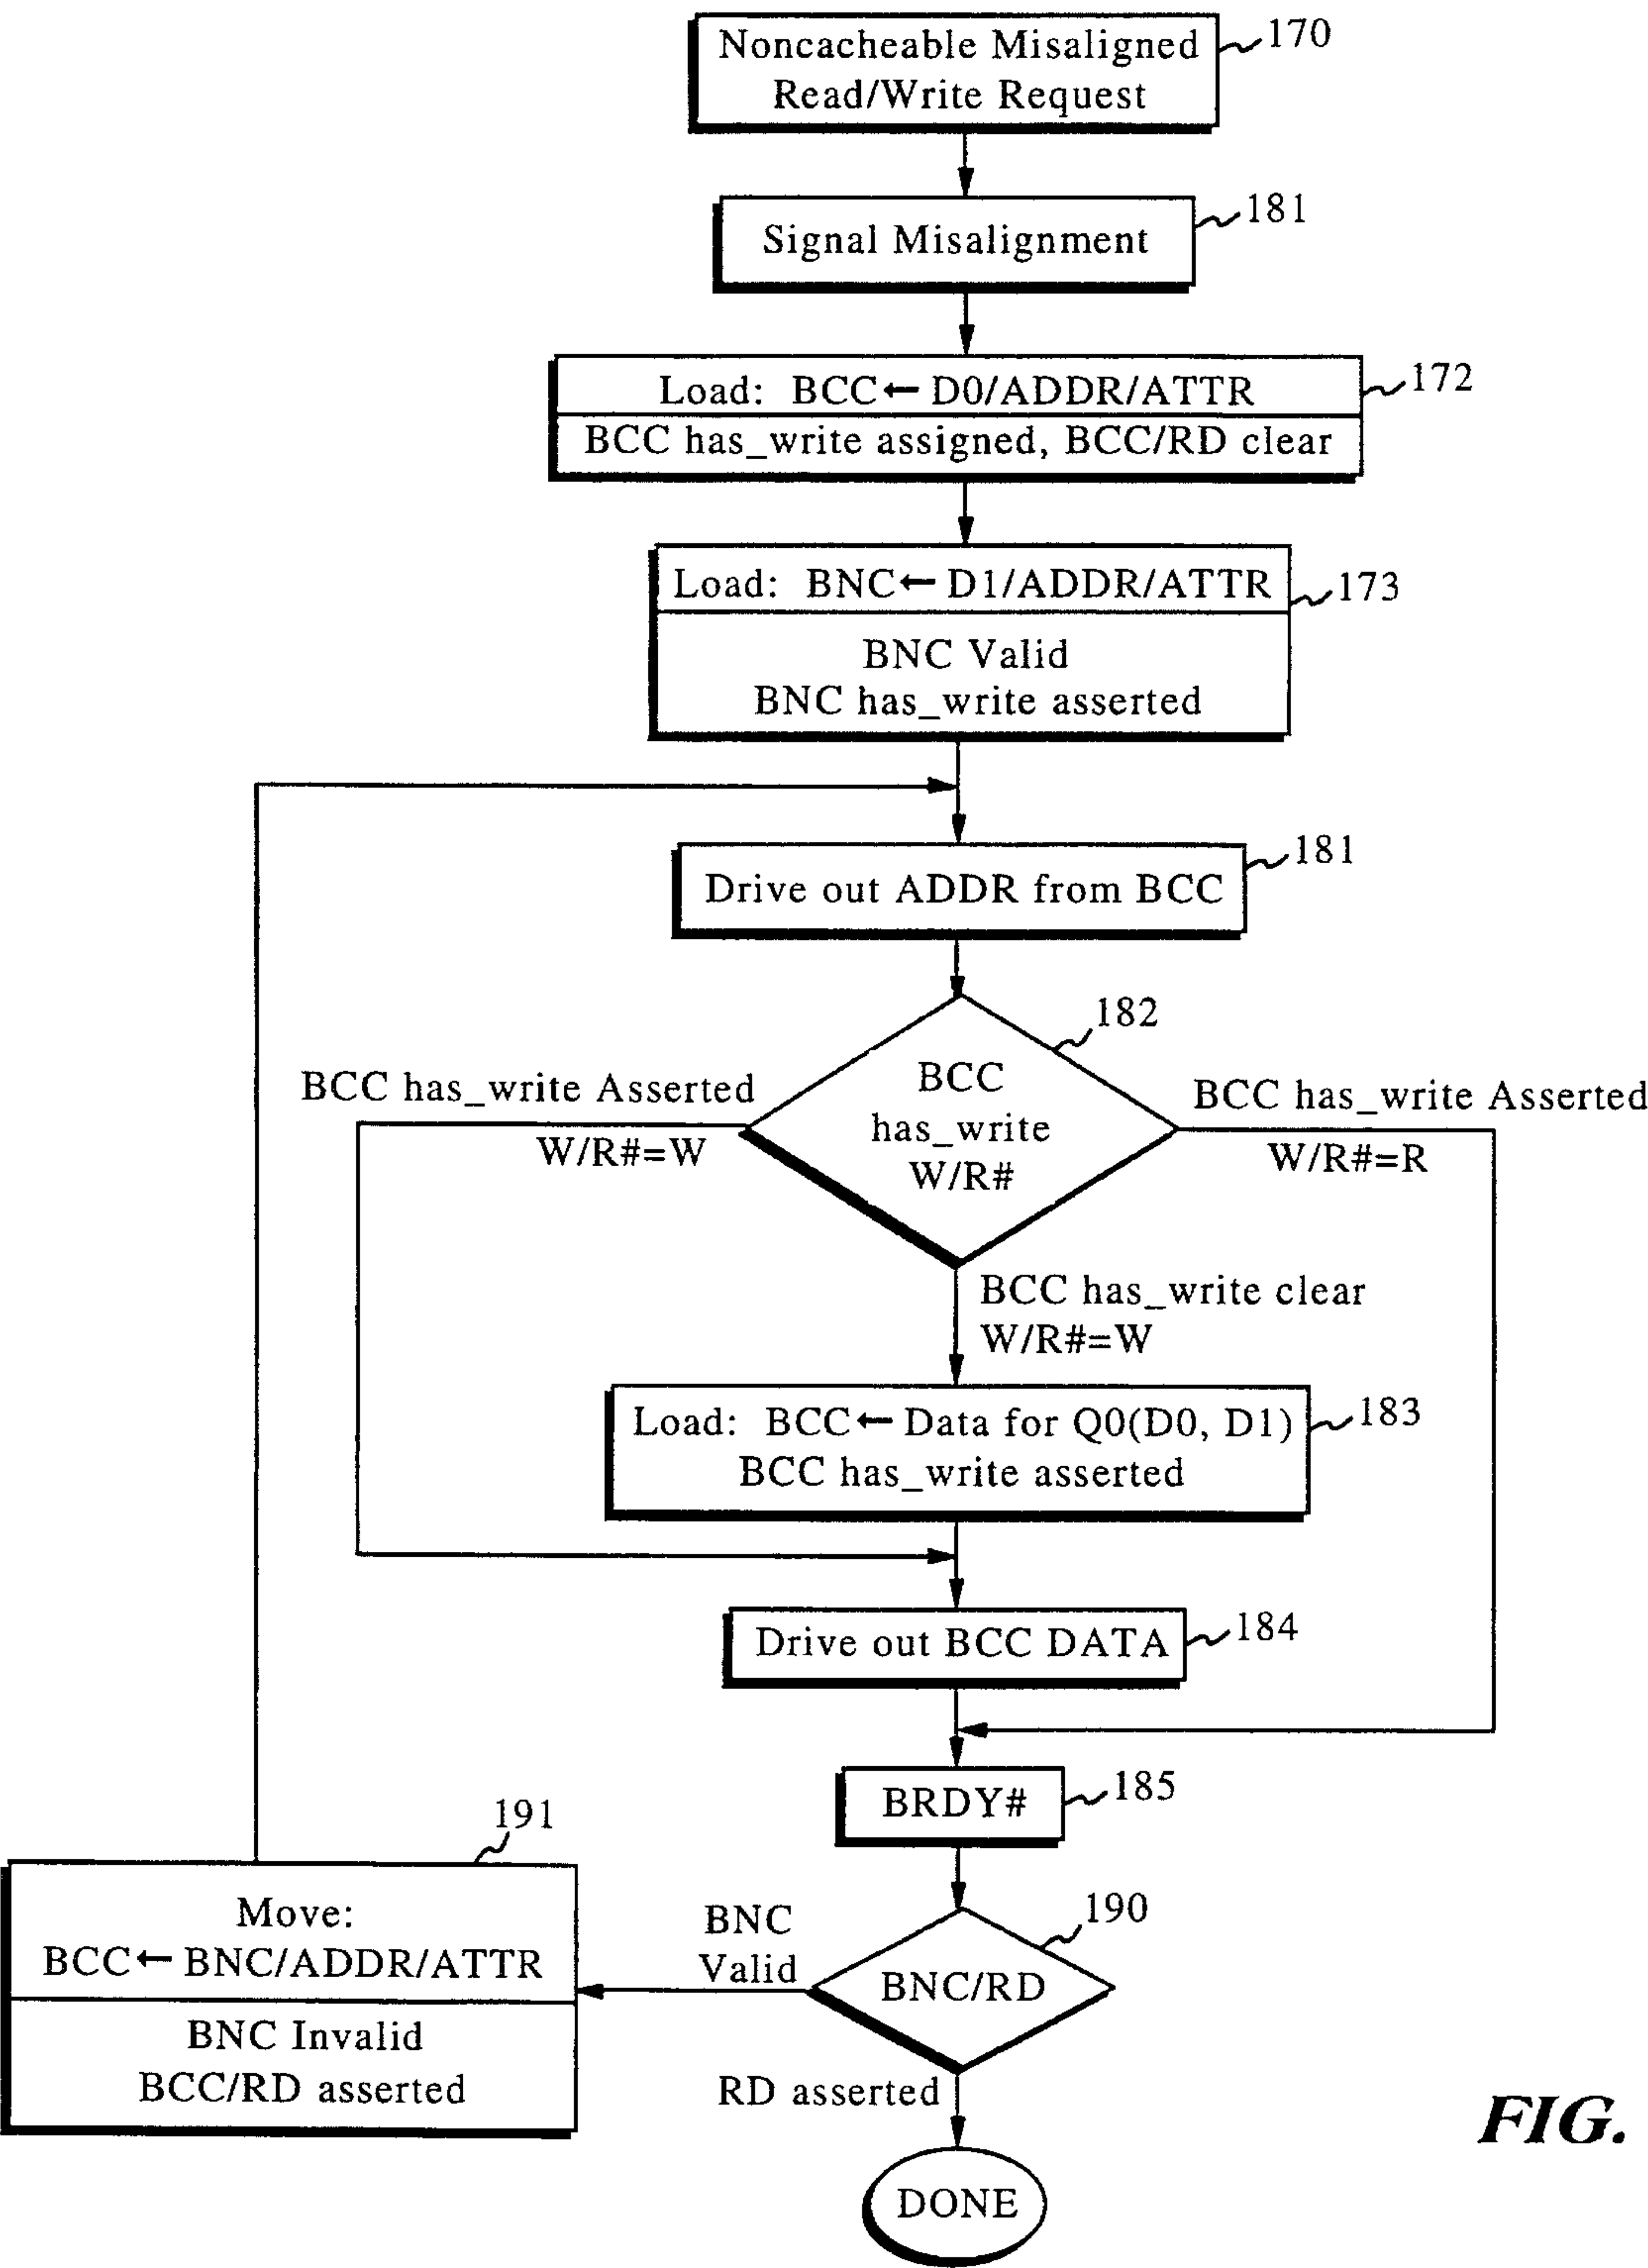 Noncacheable Misaligned
Read/Write Request
170
Signal Misalignment
181
Load: BCC← D0/ADDR/ATTR
172
BCC has_write assigned, BCC/RD clear
Load: BNC← D1/ADDR/ATTR
173
BNC Valid
BNC has_write asserted
Drive out ADDR from BCC
181
182
BCC
has_write
W/R#
BCC has_write Asserted
W/R#=W
BCC has_write Asserted
W/R#=R
BCC has_write clear
W/R#=W
Load: BCC← Data for Q0(D0, D1)
BCC has_write asserted
183
Drive out BCC DATA
184
BRDY#
185
190
BNC/RD
BNC
Valid
191
Move:
BCC← BNC/ADDR/ATTR
BNC Invalid
BCC/RD asserted
RD asserted
DONE
FIG.